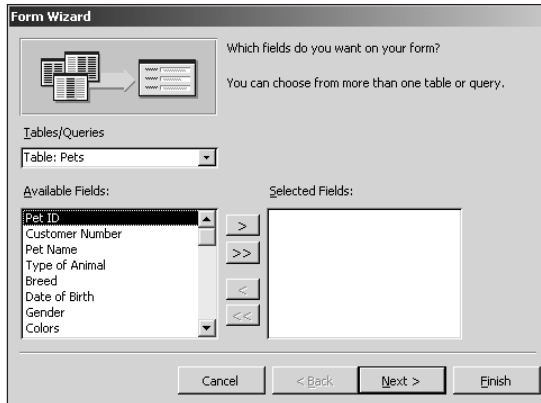 Form Wizard
Which fields do you want on your form?
You can choose from more than one table or query.
Tables/Queries
Table: Pets
Available Fields:
Selected Fields:
Pet ID
Customer Number
Pet Name
Type of Animal
Breed
Date of Birth
Gender
Colors
>
>>
<
<<
Cancel
< Back
Next >
Finish